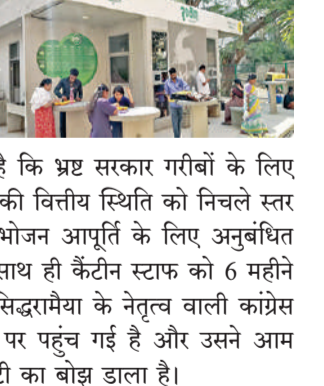 है कि भ्रष्ट सरकार गरीबों के लिए
की वित्तीय स्थिति को निचले स्तर
भोजन आपूर्ति के लिए अनुबंधित
साथ ही कैंटीन स्टाफ को 6 महीने
सिद्धरामैया के नेतृत्व वाली कांग्रेस
पर पहुंच गई है और उसने आम
टी का बोझ डाला है।